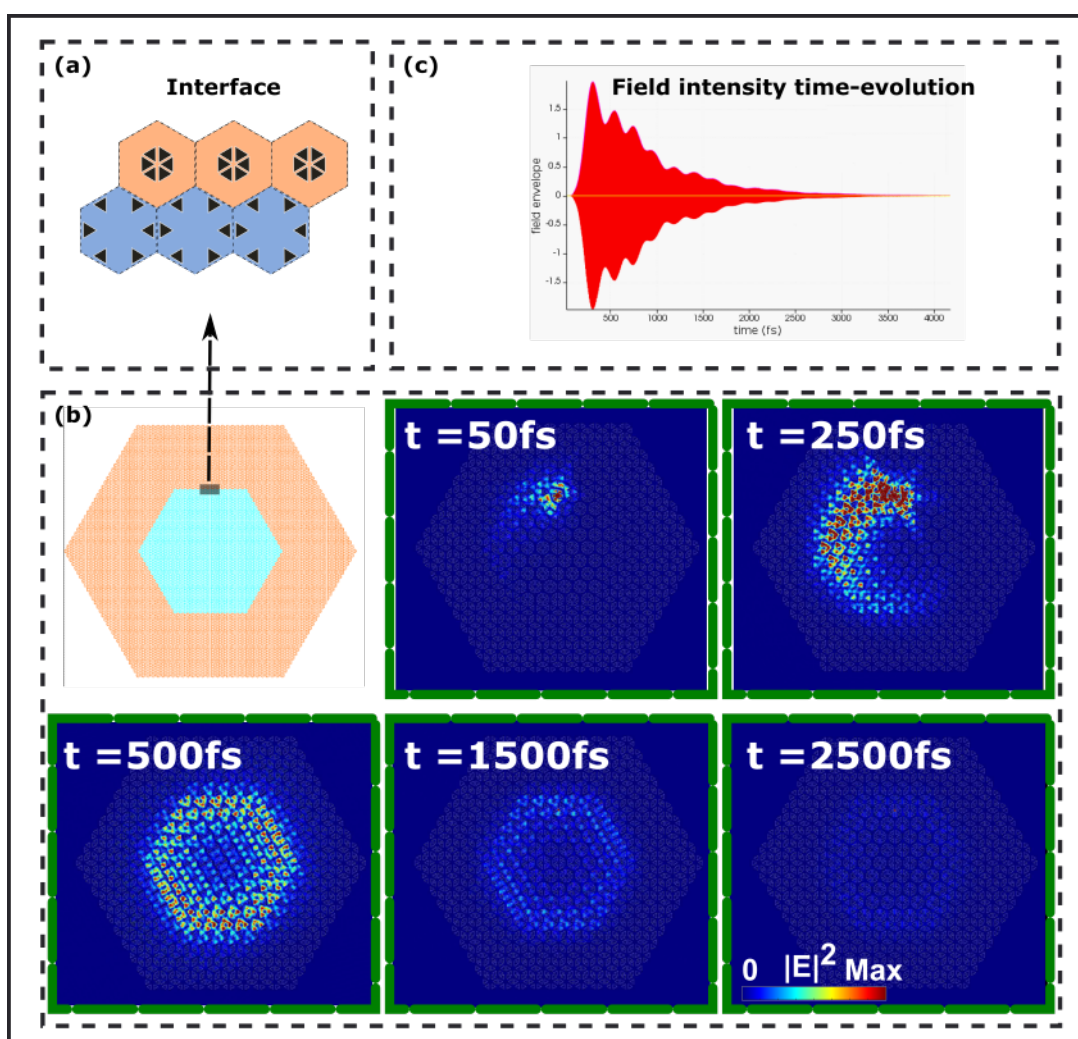 (a)
Interface
(c)
Field intensity time-evolution
field envelope
1.5
1
0.5
0
-0.5
-1
-1.5
500
1000
1500
2000
2500
3000
3500
4000
time (fs)
(b)
t =50fs
t =250fs
t =500fs
t =1500fs
t =2500fs
0 |E|² Max